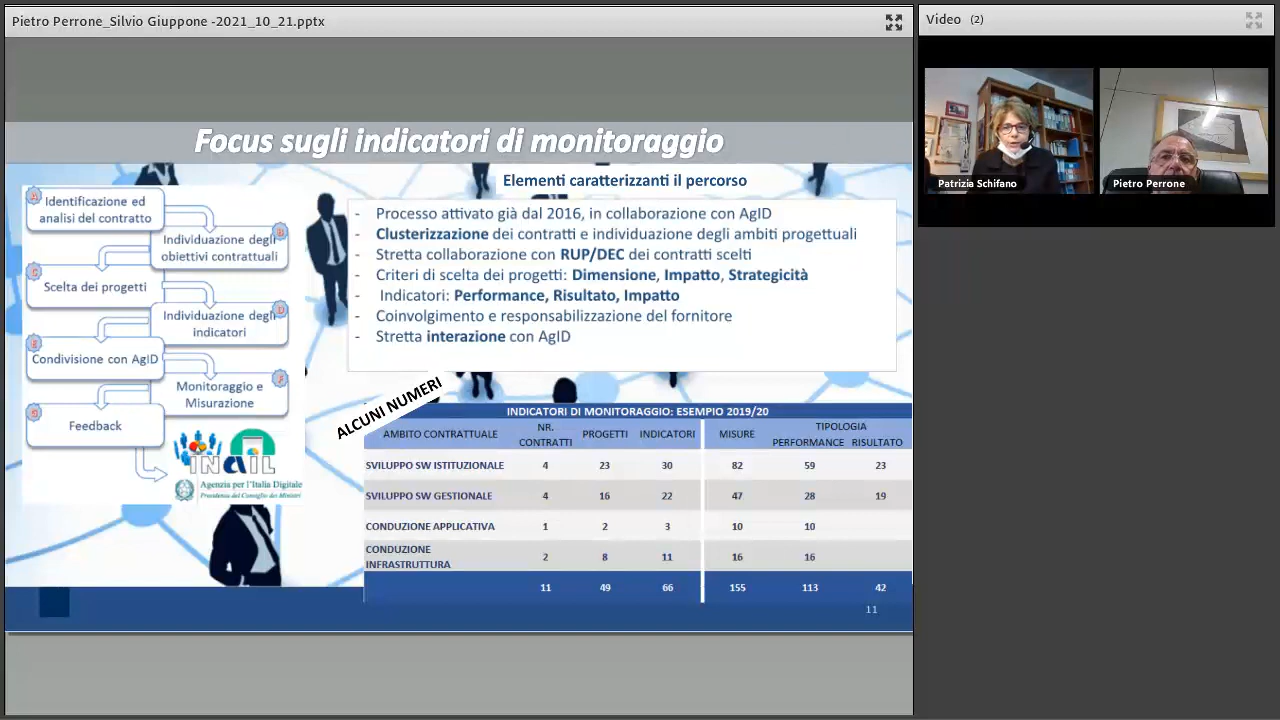 Pietro Perrone_Silvio Giuppone -2021_10_21.pptx
Video (2)
Patrizia Schifano
Pietro Perrone
Focus sugli indicatori di monitoraggio
A
Identificazione ed
analisi del contratto
B
Individuazione degli
obiettivi contrattuali
C
Scelta dei progetti
D
Individuazione degli
indicatori
E
Condivisione con AgID
F
Monitoraggio e
Misurazione
G
Feedback
INAIL
Agenzia per l'Italia Digitale
Presidenza del Consiglio dei Ministri
Elementi caratterizzanti il percorso
- Processo attivato già dal 2016, in collaborazione con AgID
- Clusterizzazione dei contratti e individuazione degli ambiti progettuali
- Stretta collaborazione con RUP/DEC dei contratti scelti
- Criteri di scelta dei progetti: Dimensione, Impatto, Strategicità
- Indicatori: Performance, Risultato, Impatto
- Coinvolgimento e responsabilizzazione del fornitore
- Stretta interazione con AgID
ALCUNI NUMERI
INDICATORI DI MONITORAGGIO: ESEMPIO 2019/20
AMBITO CONTRATTUALE NR. CONTRATTI PROGETTI INDICATORI MISURE TIPOLOGIA
PERFORMANCE RISULTATO
SVILUPPO SW ISTITUZIONALE 4 23 30 82 59 23
SVILUPPO SW GESTIONALE 4 16 22 47 28 19
CONDUZIONE APPLICATIVA 1 2 3 10 10
CONDUZIONE
INFRASTRUTTURA 2 8 11 16 16
11 49 66 155 113 42
11